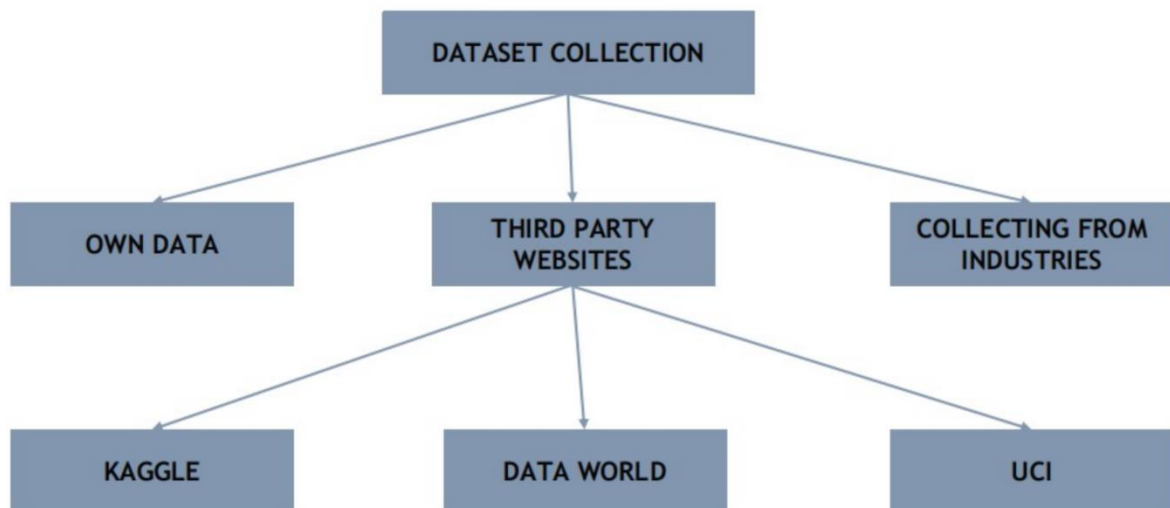 DATASET COLLECTION
OWN DATA
THIRD PARTY
WEBSITES
COLLECTING FROM
INDUSTRIES
KAGGLE
DATA WORLD
UCI